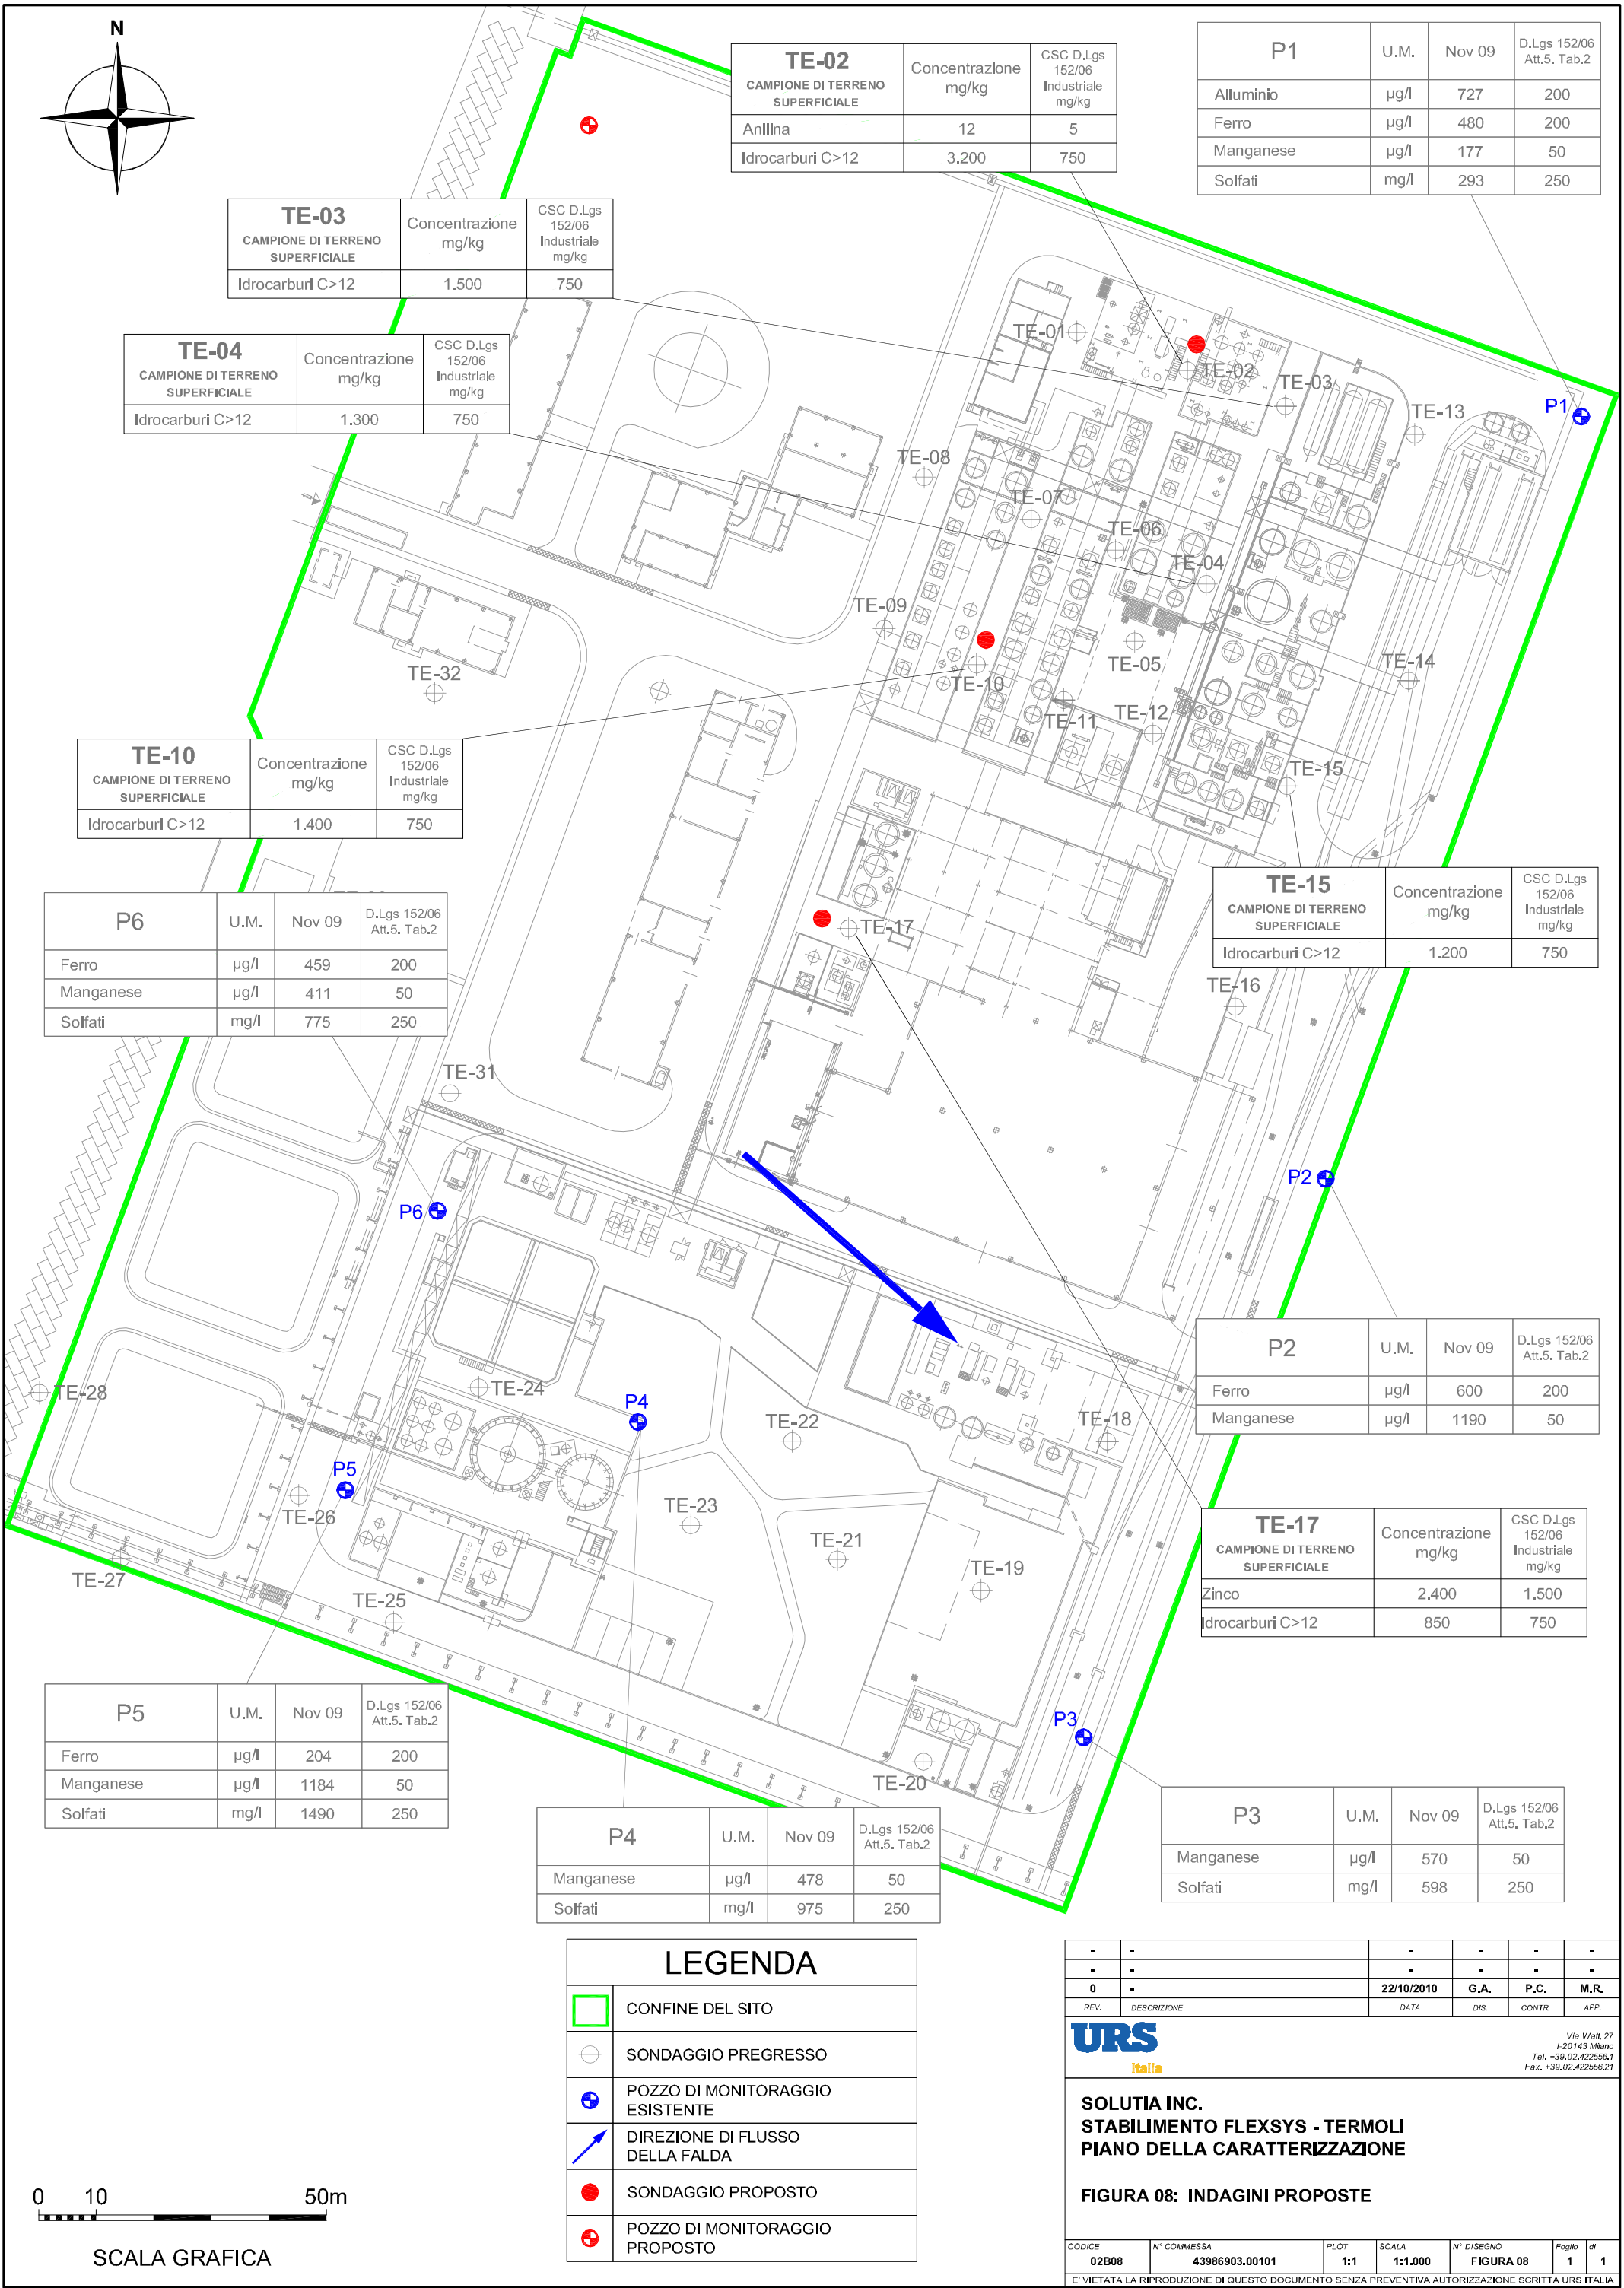 N
TE-02
CAMPIONE DI TERRENO
SUPERFICIALE
Concentrazione
mg/kg
CSC D.Lgs
152/06
Industriale
mg/kg
Anilina 12 5
Idrocarburi C>12 3.200 750
P1 U.M. Nov 09 D.Lgs 152/06
Att.5. Tab.2
Alluminio µg/l 727 200
Ferro µg/l 480 200
Manganese µg/l 177 50
Solfati mg/l 293 250
TE-03
CAMPIONE DI TERRENO
SUPERFICIALE
Concentrazione
mg/kg
CSC D.Lgs
152/06
Industriale
mg/kg
Idrocarburi C>12 1.500 750
TE-04
CAMPIONE DI TERRENO
SUPERFICIALE
Concentrazione
mg/kg
CSC D.Lgs
152/06
Industriale
mg/kg
Idrocarburi C>12 1.300 750
TE-01
TE-02
TE-03
TE-13
P1
TE-08
TE-07
TE-06
TE-04
TE-09
TE-05
TE-14
TE-32
TE-10
TE-11
TE-12
TE-15
TE-10
CAMPIONE DI TERRENO
SUPERFICIALE
Concentrazione
mg/kg
CSC D.Lgs
152/06
Industriale
mg/kg
Idrocarburi C>12 1.400 750
TE-15
CAMPIONE DI TERRENO
SUPERFICIALE
Concentrazione
mg/kg
CSC D.Lgs
152/06
Industriale
mg/kg
Idrocarburi C>12 1.200 750
P6 U.M. Nov 09 D.Lgs 152/06
Att.5. Tab.2
Ferro µg/l 459 200
Manganese µg/l 411 50
Solfati mg/l 775 250
TE-17
TE-16
TE-31
P2
P6
P2 U.M. Nov 09 D.Lgs 152/06
Att.5. Tab.2
Ferro µg/l 600 200
Manganese µg/l 1190 50
TE-28
TE-24
P4
TE-22
TE-18
P5
TE-26
TE-23
TE-21
TE-19
TE-27
TE-25
TE-17
CAMPIONE DI TERRENO
SUPERFICIALE
Concentrazione
mg/kg
CSC D.Lgs
152/06
Industriale
mg/kg
Zinco 2.400 1.500
Idrocarburi C>12 850 750
P5 U.M. Nov 09 D.Lgs 152/06
Att.5. Tab.2
Ferro µg/l 204 200
Manganese µg/l 1184 50
Solfati mg/l 1490 250
P3
TE-20
P4 U.M. Nov 09 D.Lgs 152/06
Att.5. Tab.2
Manganese µg/l 478 50
Solfati mg/l 975 250
P3 U.M. Nov 09 D.Lgs 152/06
Att.5. Tab.2
Manganese µg/l 570 50
Solfati mg/l 598 250
LEGENDA
CONFINE DEL SITO
SONDAGGIO PREGRESSO
POZZO DI MONITORAGGIO
ESISTENTE
DIREZIONE DI FLUSSO
DELLA FALDA
SONDAGGIO PROPOSTO
POZZO DI MONITORAGGIO
PROPOSTO
0 10 50m
SCALA GRAFICA
- - - - - -
- - - - - -
0 - 22/10/2010 G.A. P.C. M.R.
REV. DESCRIZIONE DATA DIS. CONTR. APP.
URS
Italia
Via Watt, 27
I-20143 Milano
Tel. +39.02.422556.1
Fax. +39.02.422556.21
SOLUTIA INC.
STABILIMENTO FLEXSYS - TERMOLI
PIANO DELLA CARATTERIZZAZIONE
FIGURA 08: INDAGINI PROPOSTE
CODICE N° COMMESSA PLOT SCALA N° DISEGNO Foglio di
02B08 43986903.00101 1:1 1:1.000 FIGURA 08 1 1
E' VIETATA LA RIPRODUZIONE DI QUESTO DOCUMENTO SENZA PREVENTIVA AUTORIZZAZIONE SCRITTA URS ITALIA